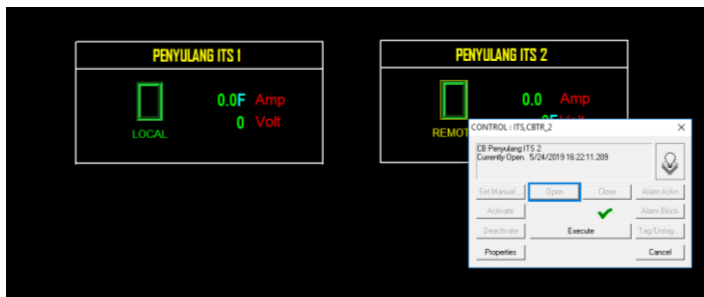 PENYULANG ITS 1
0.0F Amp
0 Volt
LOCAL
PENYULANG ITS 2
0.0 Amp
REMOT
CONTROL : ITS,CBTR_2
CB Penyulang ITS 2
Currently Open. 5/24/2019 16:22:11.209
Set Manual... Open Close Alarm Ackn
Activate Alarm Block
Deactivate Execute Tag/Untag...
Properties Cancel